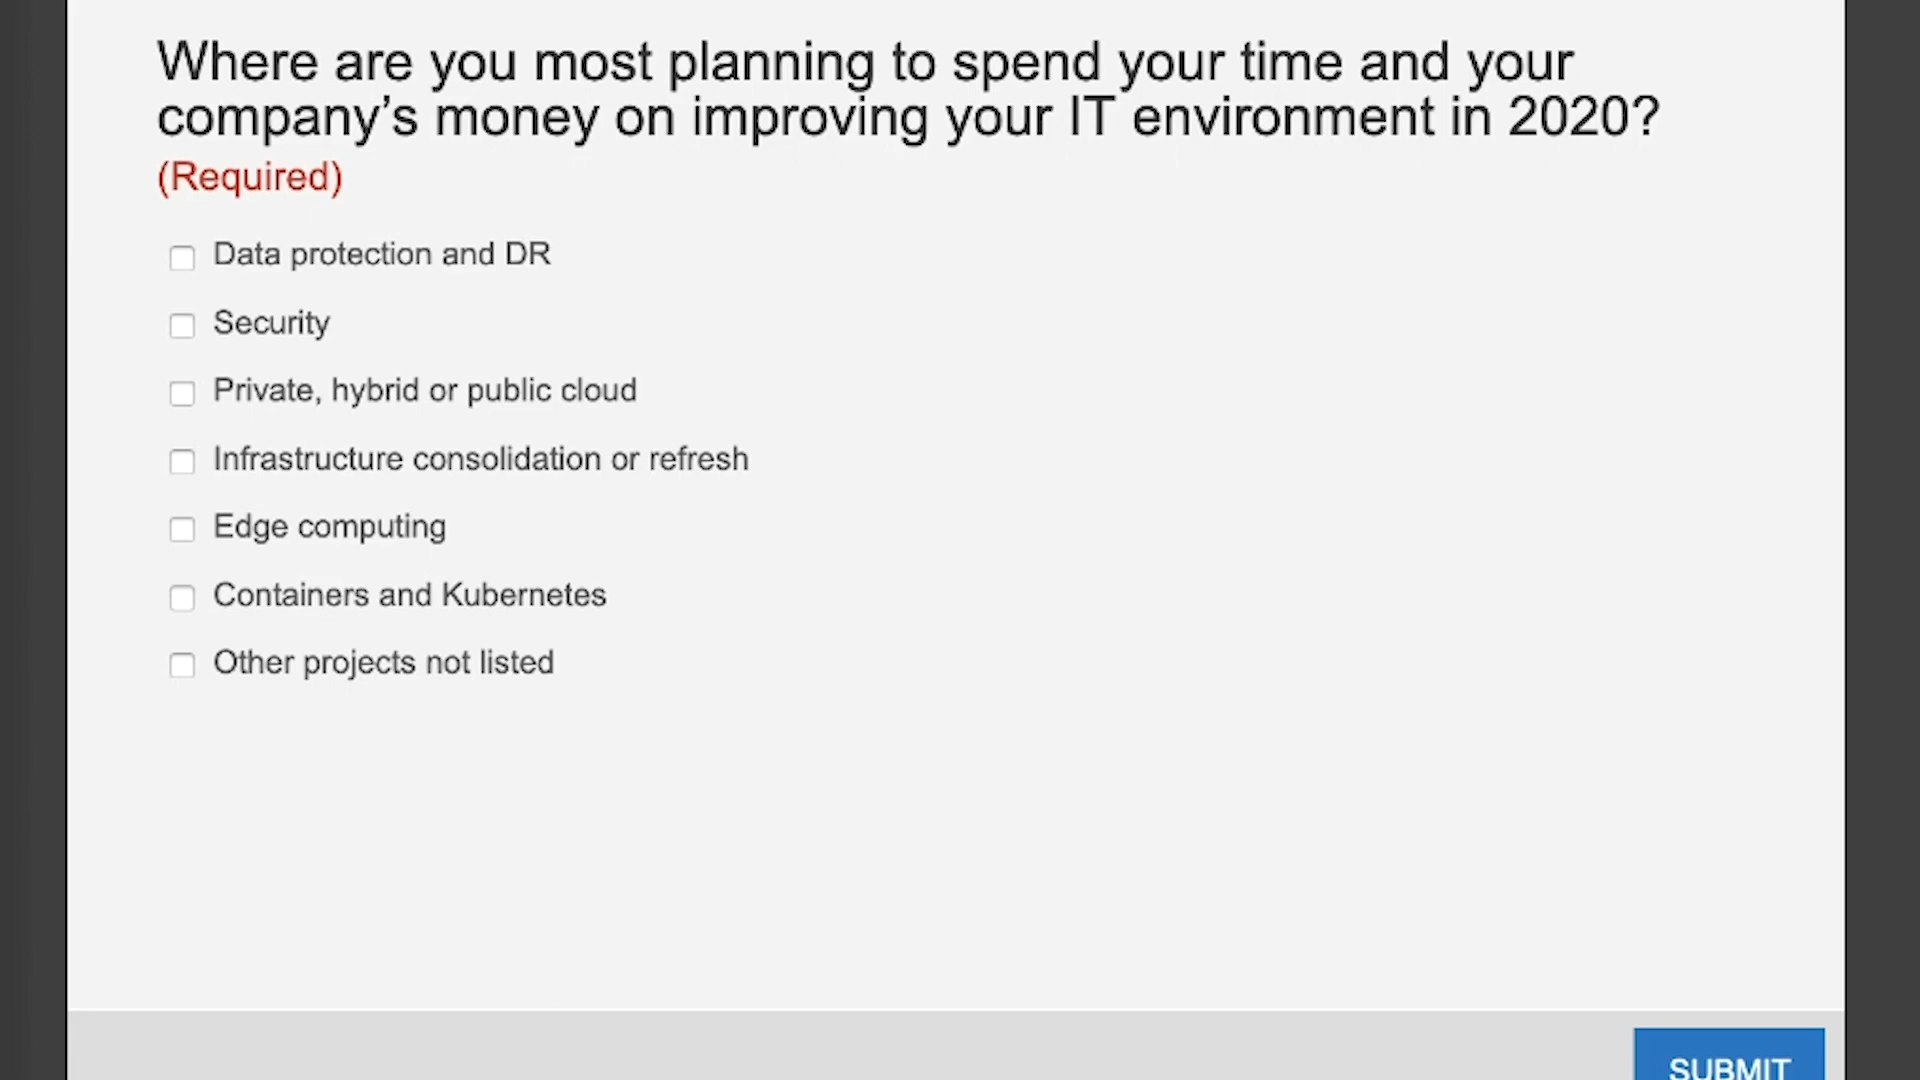 Where are you most planning to spend your time and your
company’s money on improving your IT environment in 2020?
(Required)
Data protection and DR
Security
Private, hybrid or public cloud
Infrastructure consolidation or refresh
Edge computing
Containers and Kubernetes
Other projects not listed
SUBMIT